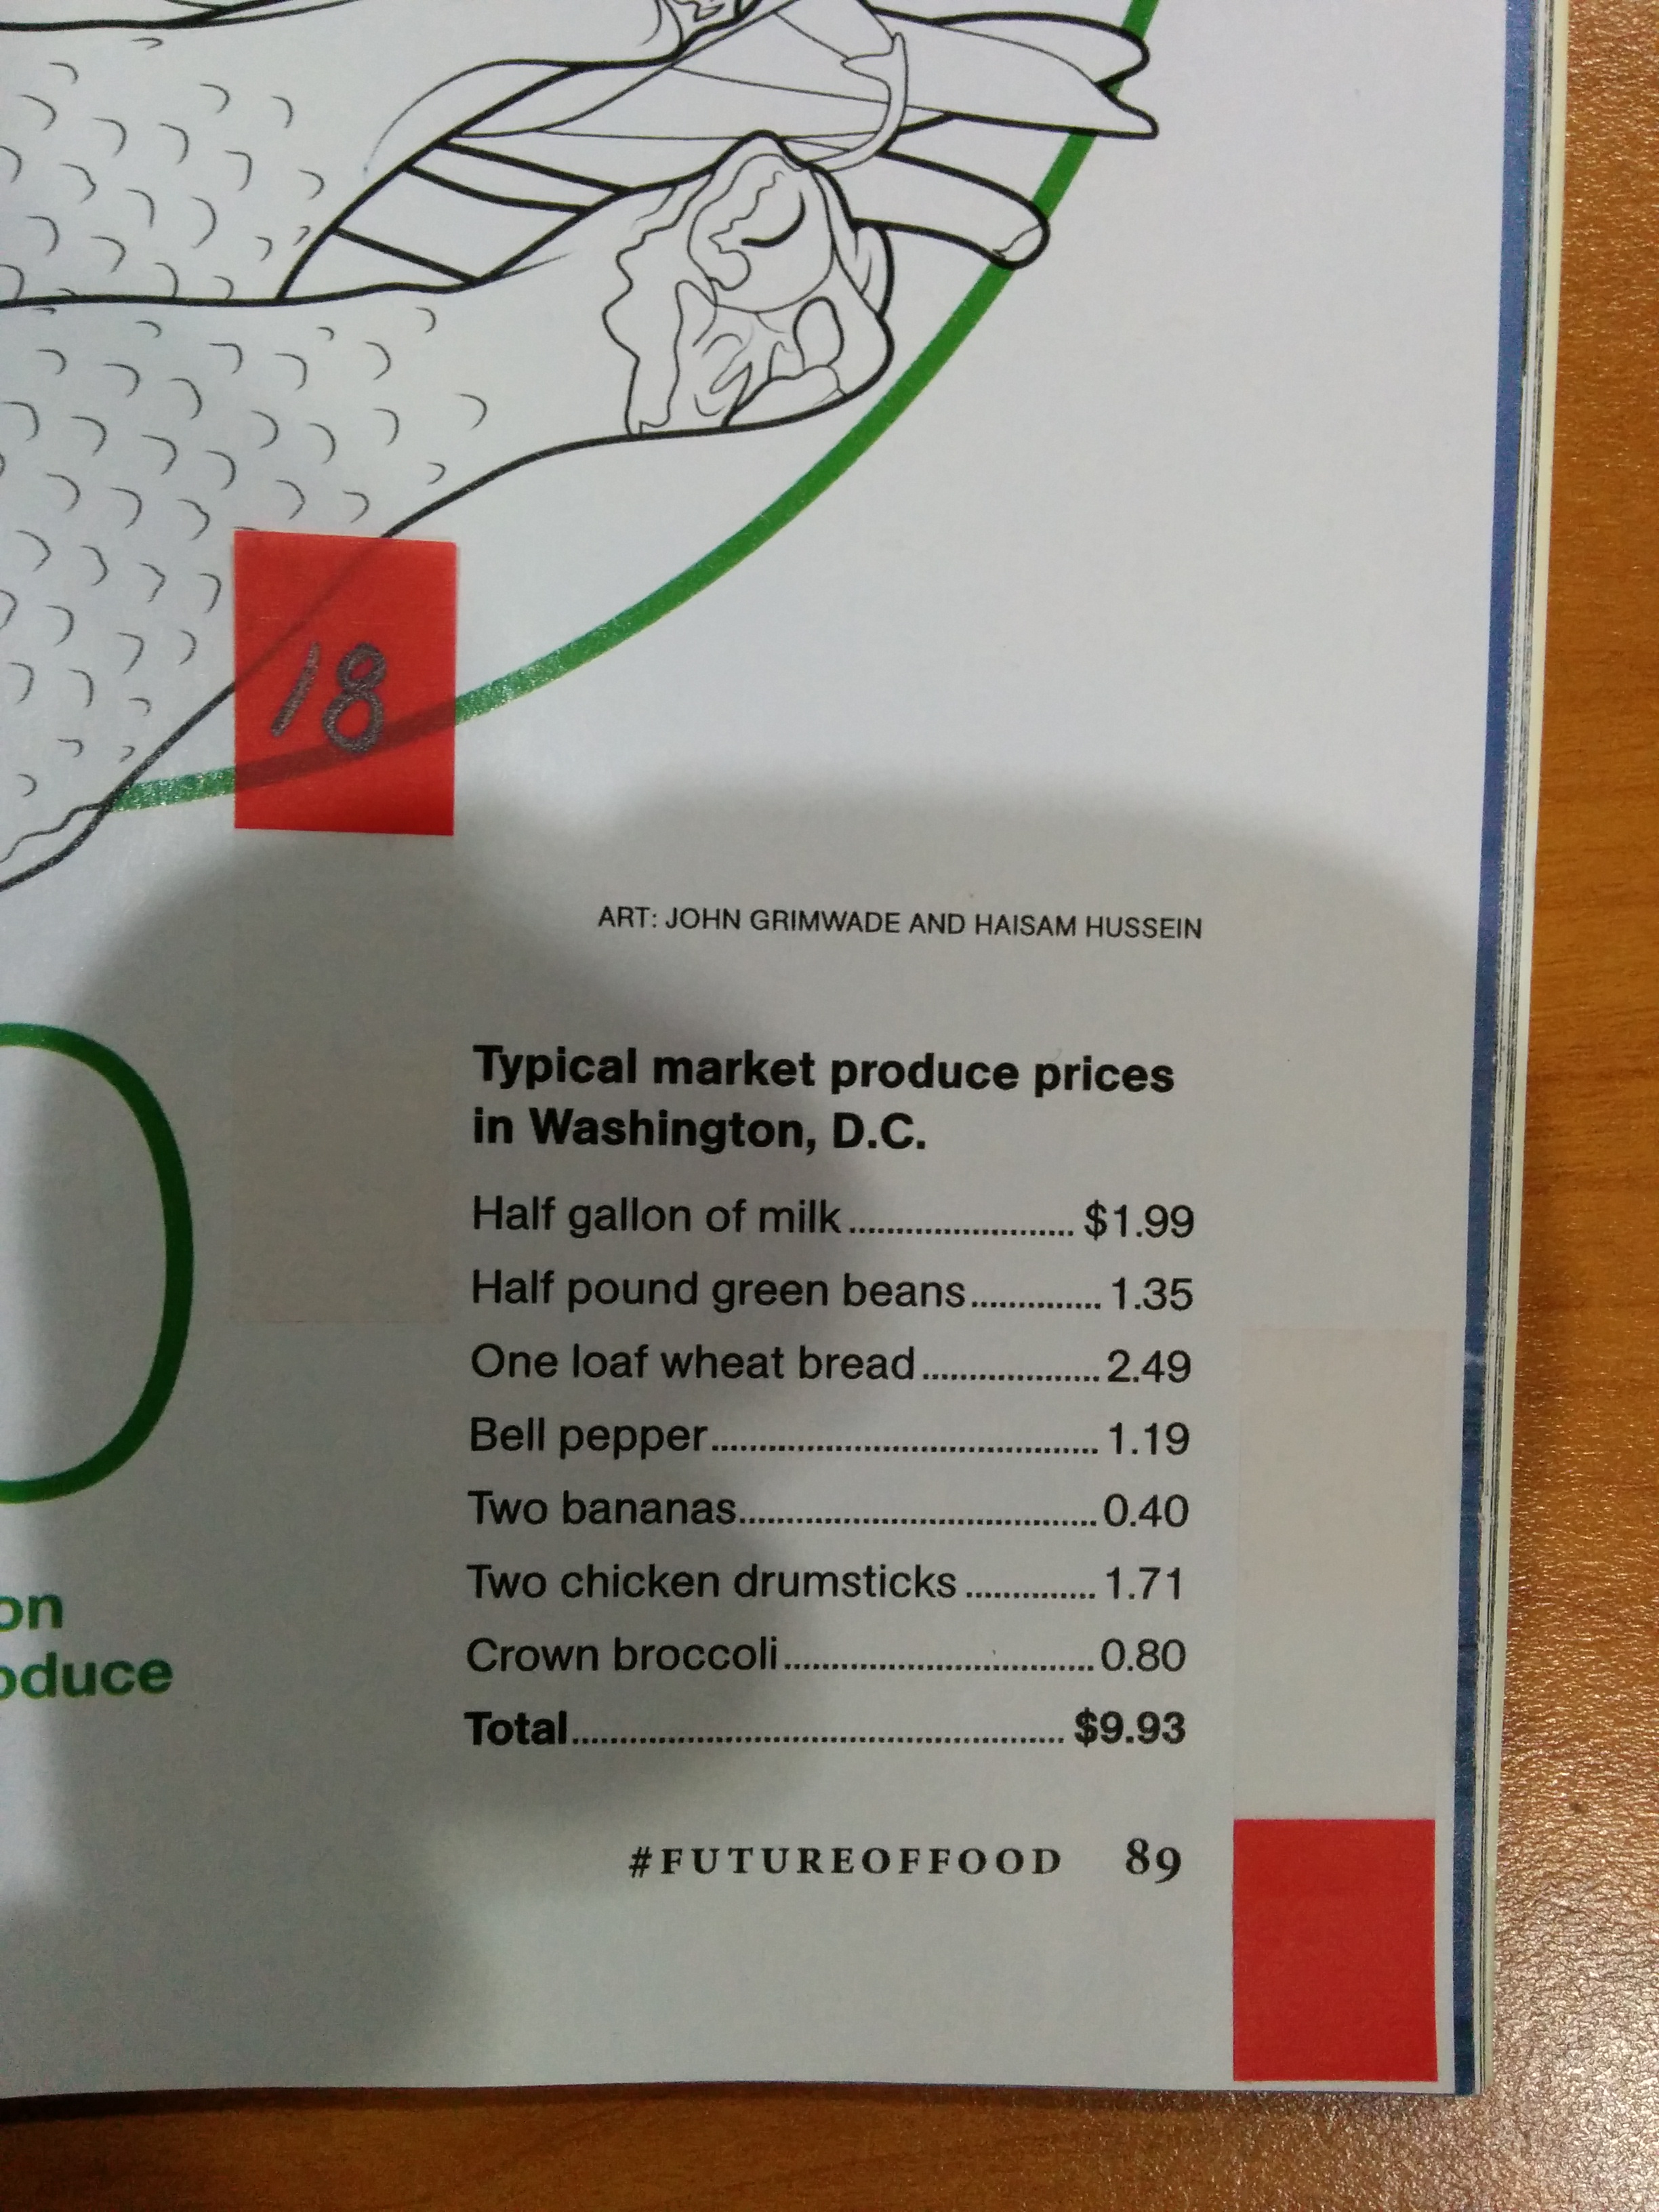 18
ART: JOHN GRIMWADE AND HAISAM HUSSEIN
Typical market produce prices
in Washington, D.C.
Half gallon of milk........................ $1.99
Half pound green beans.............. 1.35
One loaf wheat bread................... 2.49
Bell pepper......................................... 1.19
Two bananas...................................... 0.40
Two chicken drumsticks.............. 1.71
Crown broccoli................................. 0.80
Total.................................................... $9.93
on
oduce
#FUTUREOFFOOD 89